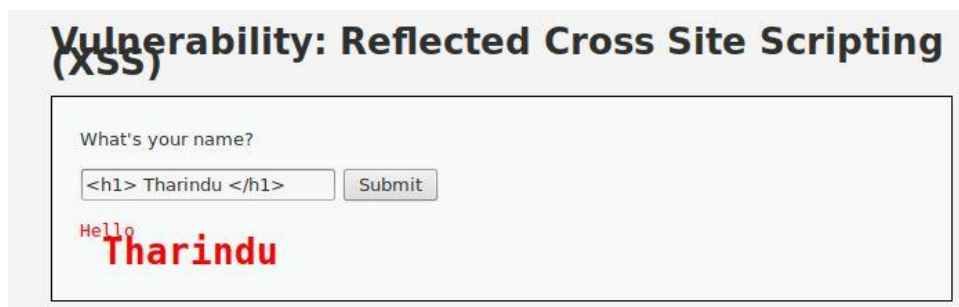 Vulnerability: Reflected Cross Site Scripting
(XSS)
What's your name?
<h1> Tharindu </h1>
Submit
Hello
Tharindu